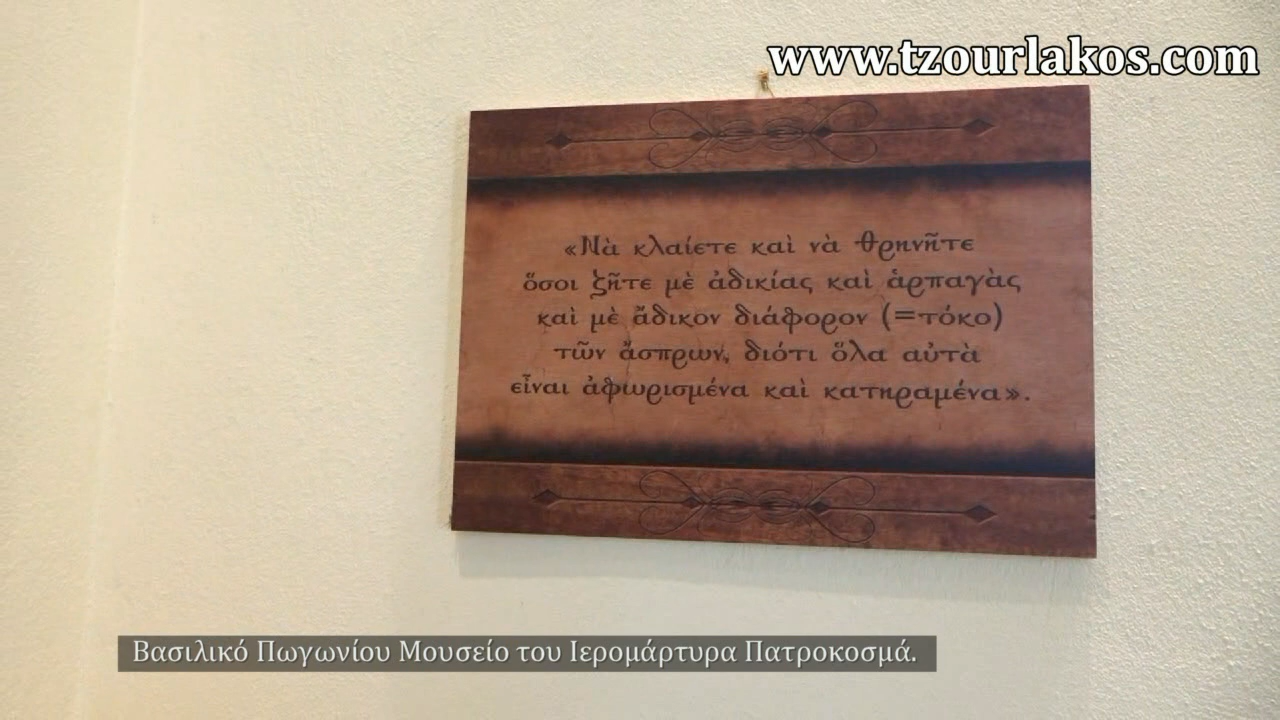 www.tzourlakos.com
«Νὰ κλαίετε καὶ νὰ θρηνῆτε
ὅσοι ζῆτε μὲ ἀδικίας καὶ ἁρπαγὰς
καὶ μὲ ἄδικον διάφορον (=τόκο)
τῶν ἄσπρων, διότι ὅλα αὐτὰ
εἶναι ἀφωρισμένα καὶ κατηραμένα».
Βασιλικό Πωγωνίου Μουσείο του Ιερομάρτυρα Πατροκοσμά.